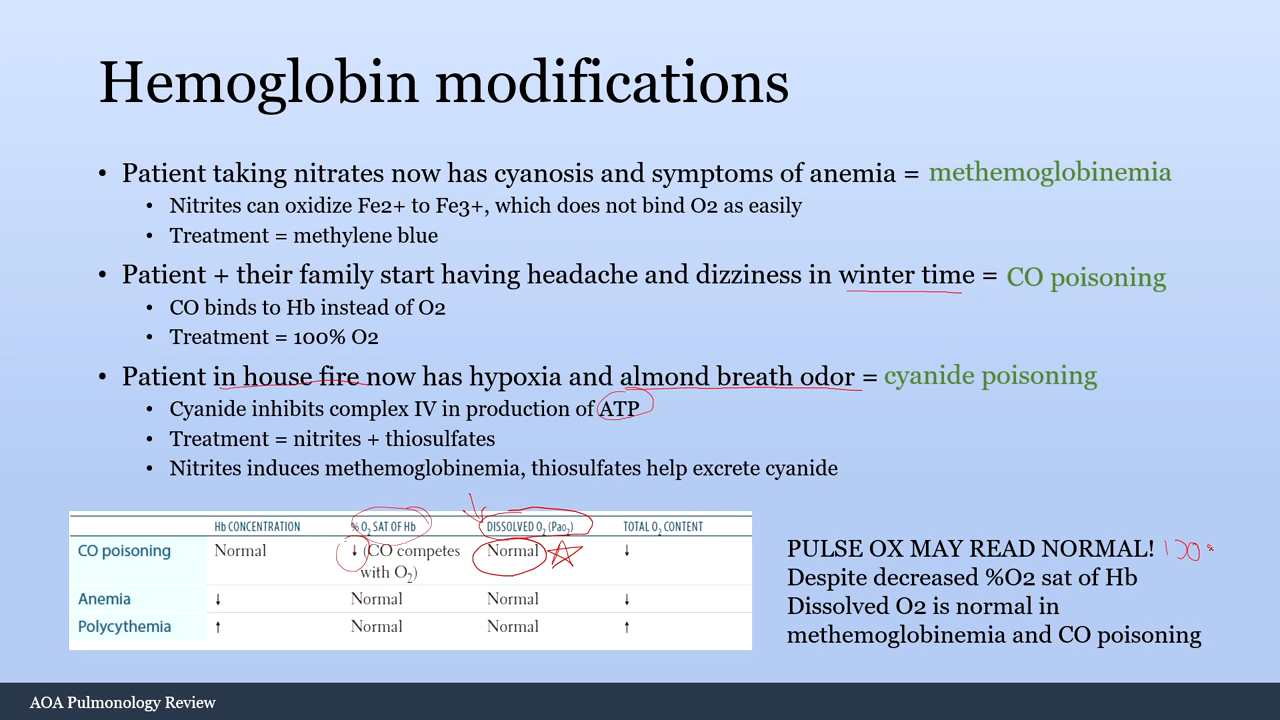 Hemoglobin modifications
• Patient taking nitrates now has cyanosis and symptoms of anemia = methemoglobinemia
• Nitrites can oxidize Fe2+ to Fe3+, which does not bind O2 as easily
• Treatment = methylene blue
• Patient + their family start having headache and dizziness in winter time = CO poisoning
• CO binds to Hb instead of O2
• Treatment = 100% O2
• Patient in house fire now has hypoxia and almond breath odor = cyanide poisoning
• Cyanide inhibits complex IV in production of ATP
• Treatment = nitrites + thiosulfates
• Nitrites induces methemoglobinemia, thiosulfates help excrete cyanide
Hb CONCENTRATION % O₂ SAT OF Hb DISSOLVED O₂ (Pao₂) TOTAL O₂ CONTENT
CO poisoning Normal ↓ (CO competes Normal ↓
with O₂)
Anemia ↓ Normal Normal ↓
Polycythemia ↑ Normal Normal ↑
PULSE OX MAY READ NORMAL! 100
Despite decreased %O2 sat of Hb
Dissolved O2 is normal in
methemoglobinemia and CO poisoning
AOA Pulmonology Review